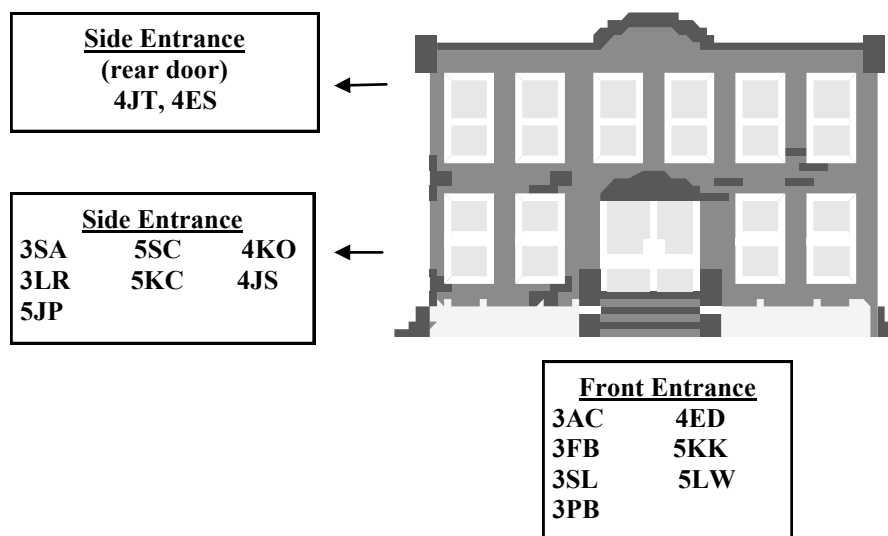 Side Entrance
(rear door)
4JT, 4ES
Side Entrance
3SA 5SC 4KO
3LR 5KC 4JS
5JP
Front Entrance
3AC 4ED
3FB 5KK
3SL 5LW
3PB